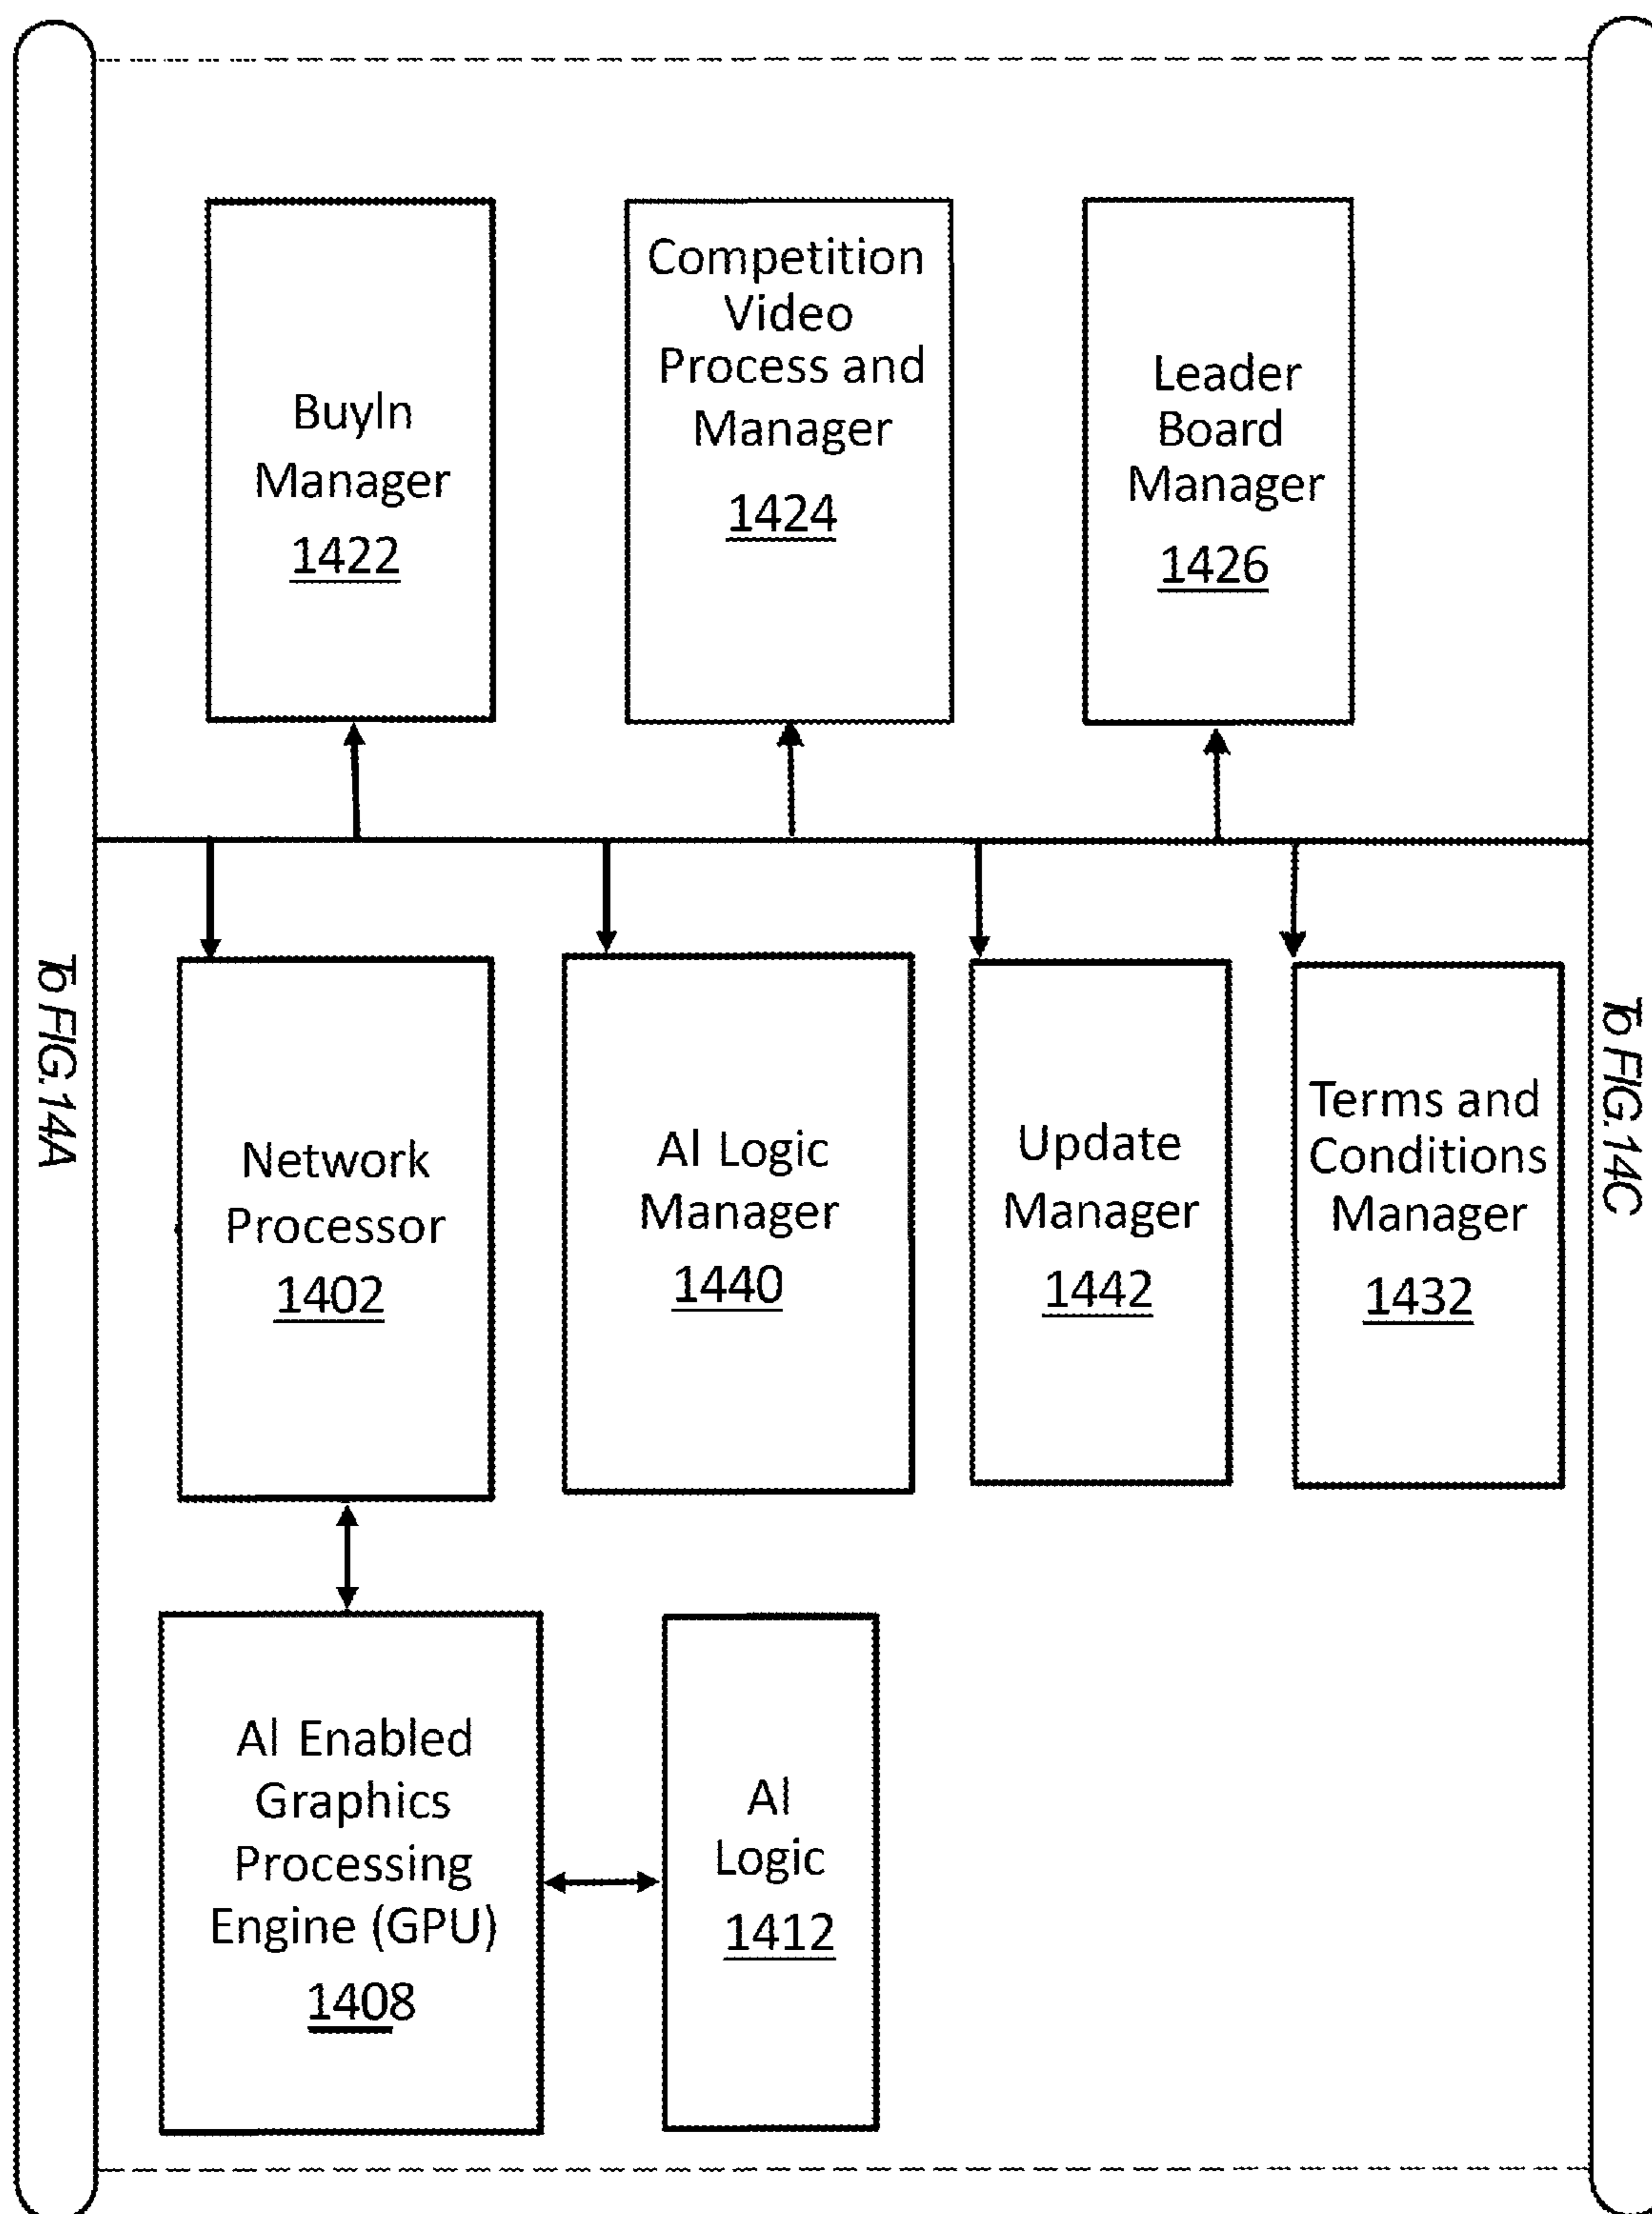 BuyIn
Manager
1422
Competition
Video
Process and
Manager
1424
Leader
Board
Manager
1426
To FIG.14A
Network
Processor
1402
AI Logic
Manager
1440
Update
Manager
1442
Terms and
Conditions
Manager
1432
To FIG.14C
AI Enabled
Graphics
Processing
Engine (GPU)
1408
AI
Logic
1412